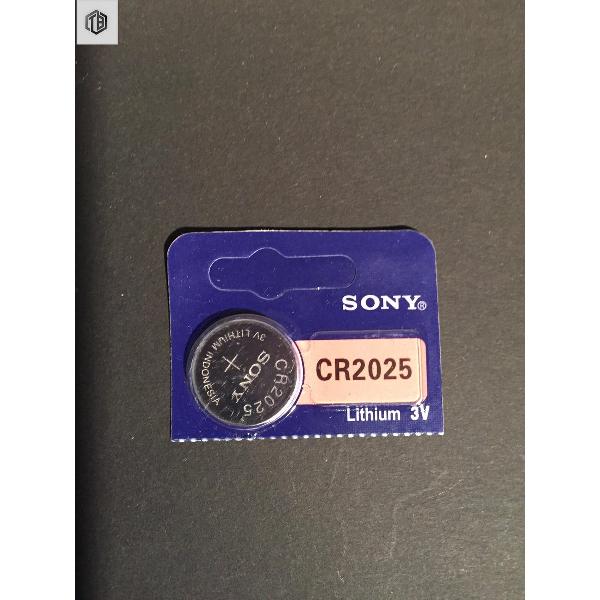 SONY®
CR2025
Lithium 3V
+
SONY
CR2025
3V LITHIUM INDONESIA